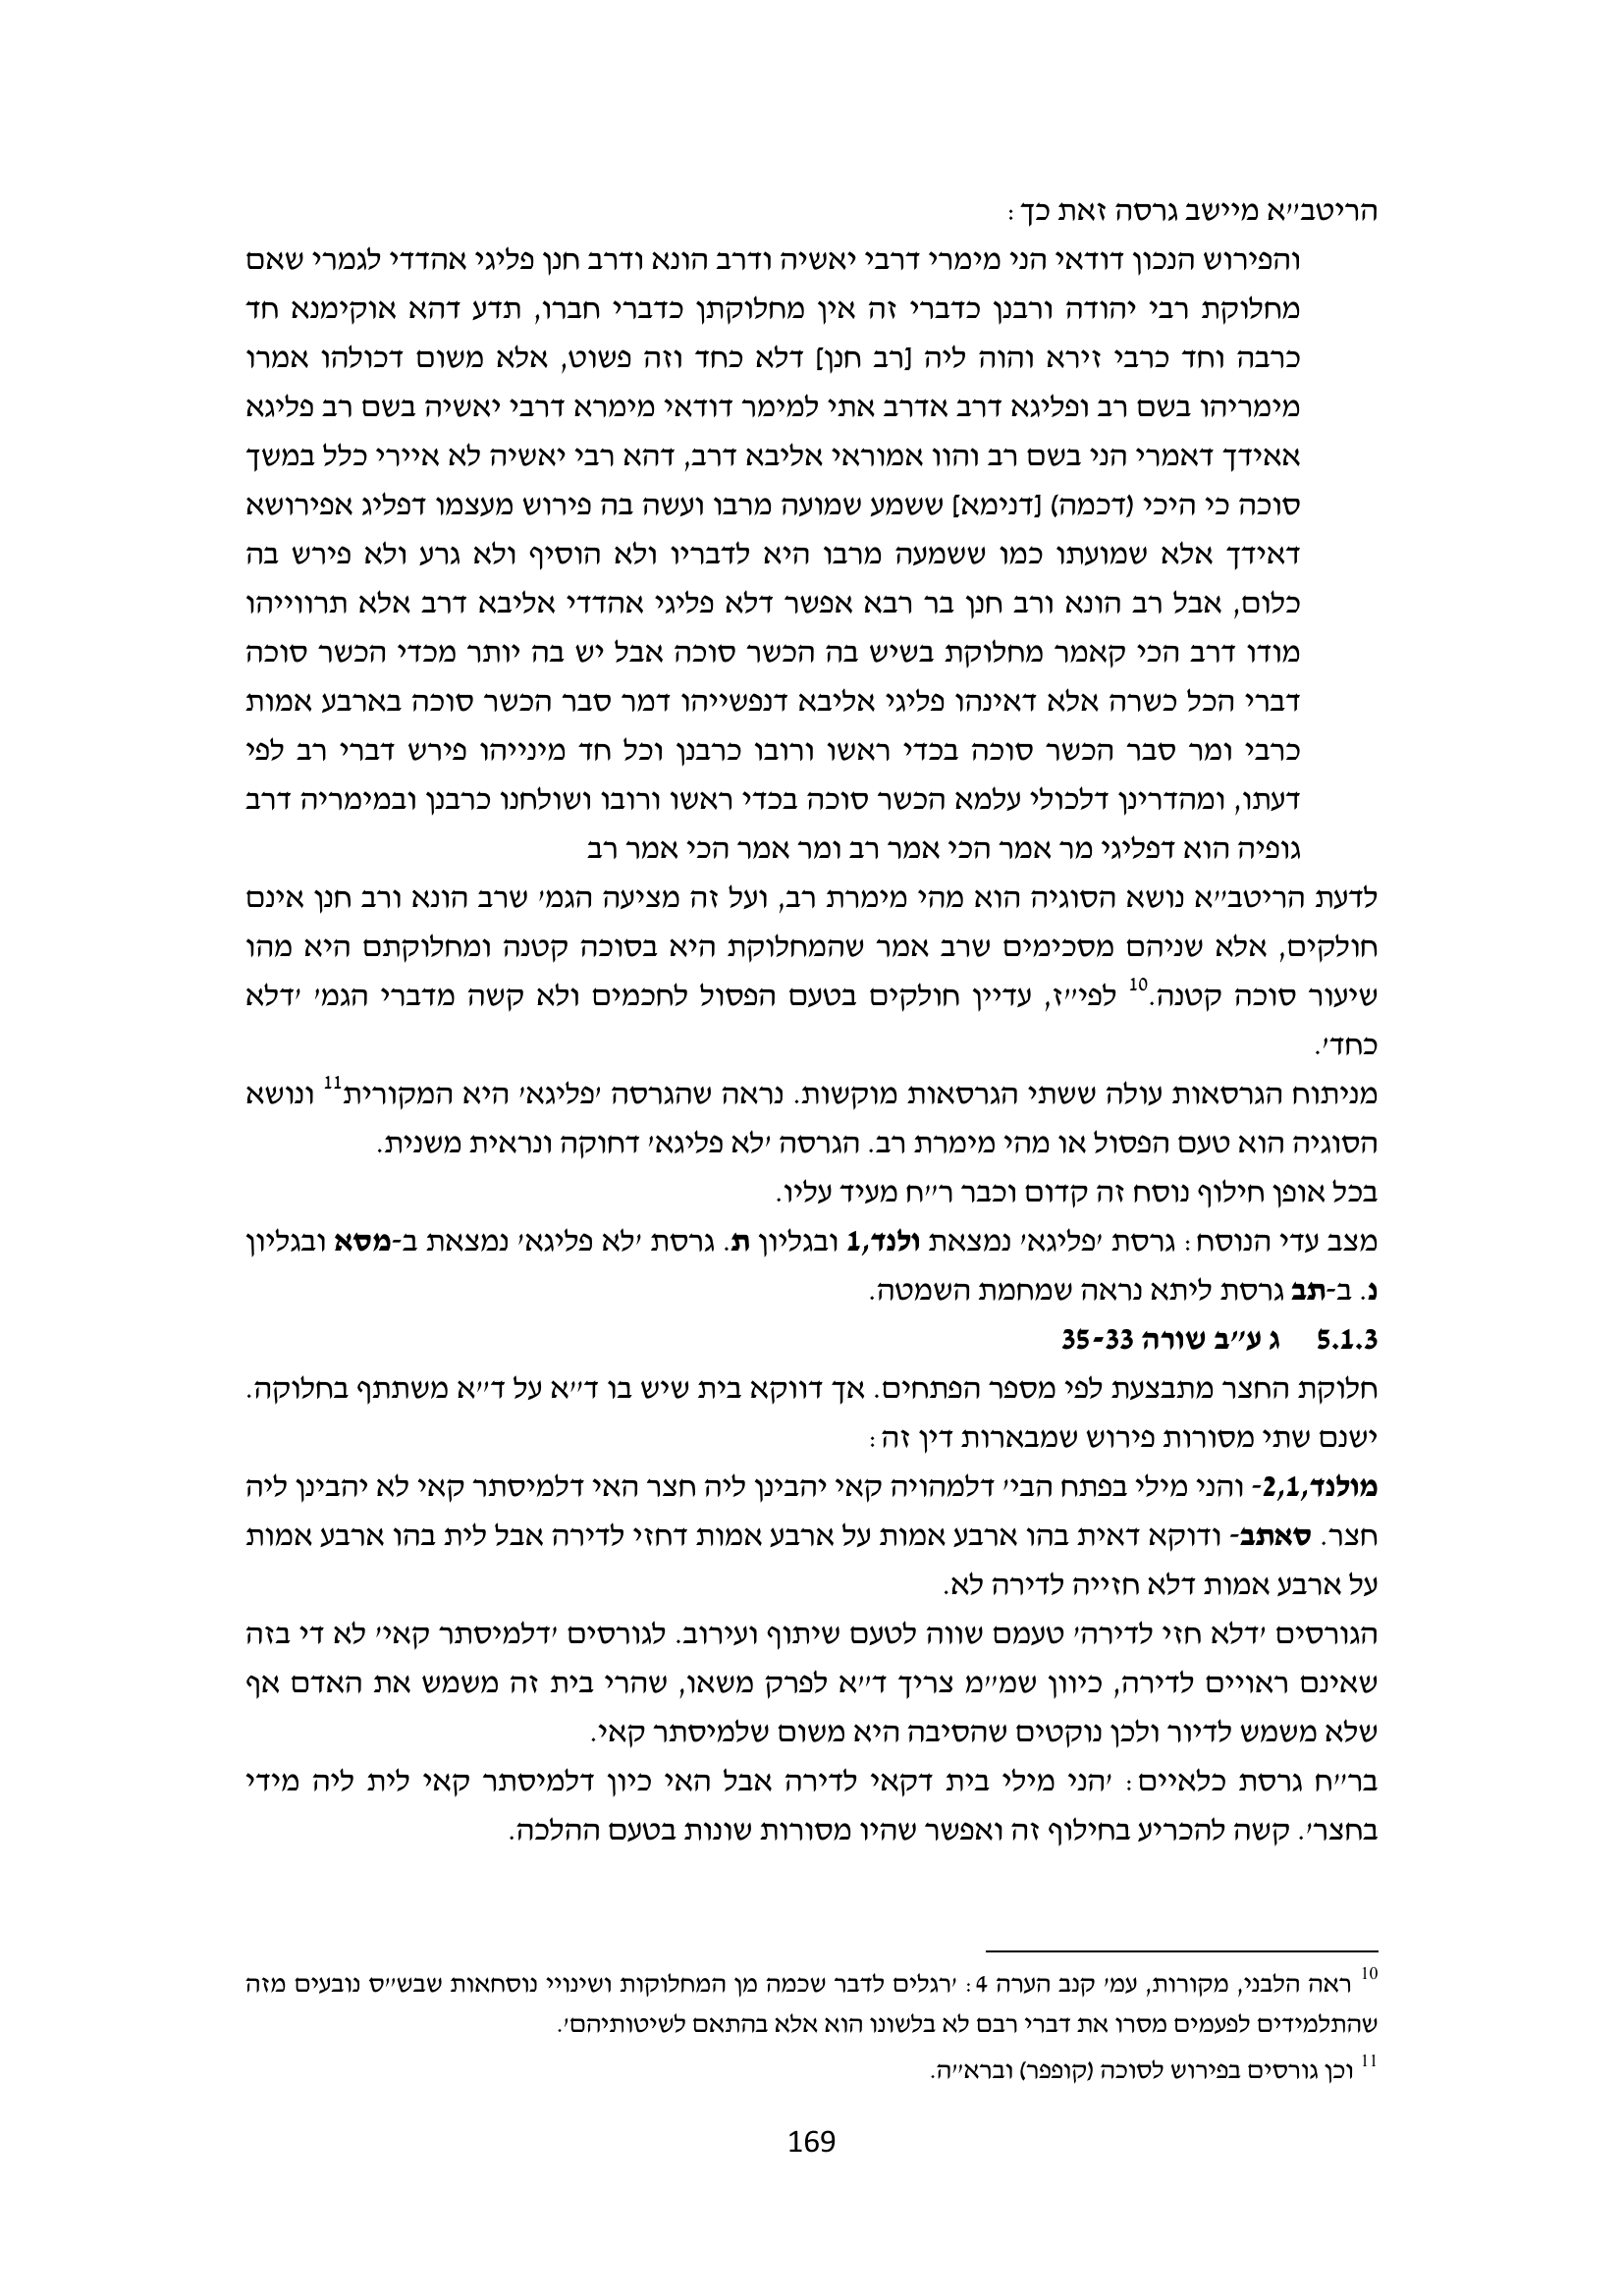 הריטב״א מיישב גרסה זאת כך:
והפירוש הנכון דודאי הני מימרי דרבי יאשיה ודרב הונא ודרב חנן פליגי אהדדי לגמרי שאם
מחלוקת רבי יהודה ורבנן כדברי זה אין מחלוקתן כדברי חברו, תדע דהא אוקימנא חד
כרבה וחד כרבי זירא והוה ליה [רב חנן] דלא כחד וזה פשוט, אלא משום דכולהו אמרו
מימריהו בשם רב ופליגא דרב אדרב אתי למימר דודאי מימרא דרבי יאשיה בשם רב פליגא
אאידך דאמרי הני בשם רב והוו אמוראי אליבא דרב, דהא רבי יאשיה לא איירי כלל במשך
סוכה כי היכי (דכמה) [דנימא] ששמע שמועה מרבו ועשה בה פירוש מעצמו דפליג אפירושא
דאידך אלא שמועתו כמו ששמעה מרבו היא לדבריו ולא הוסיף ולא גרע ולא פירש בה
כלום, אבל רב הונא ורב חנן בר רבא אפשר דלא פליגי אהדדי אליבא דרב אלא תרווייהו
מודו דרב הכי קאמר מחלוקת בשיש בה הכשר סוכה אבל יש בה יותר מכדי הכשר סוכה
דברי הכל כשרה אלא דאינהו פליגי אליבא דנפשייהו דמר סבר הכשר סוכה בארבע אמות
כרבי ומר סבר הכשר סוכה בכדי ראשו ורובו כרבנן וכל חד מינייהו פירש דברי רב לפי
דעתו, ומהדרינן דלכולי עלמא הכשר סוכה בכדי ראשו ורובו ושולחנו כרבנן ובמימריה דרב
גופיה הוא דפליגי מר אמר הכי אמר רב ומר אמר הכי אמר רב
לדעת הריטב״א נושא הסוגיה הוא מהי מימרת רב, ועל זה מציעה הגמ׳ שרב הונא ורב חנן אינם
חולקים, אלא שניהם מסכימים שרב אמר שהמחלוקת היא בסוכה קטנה ומחלוקתם היא מהו
שיעור סוכה קטנה.10 לפי״ז, עדיין חולקים בטעם הפסול לחכמים ולא קשה מדברי הגמ׳ ׳דלא
כחד׳.
מניתוח הגרסאות עולה ששתי הגרסאות מוקשות. נראה שהגרסה ׳פליגא׳ היא המקורית11 ונושא
הסוגיה הוא טעם הפסול או מהי מימרת רב. הגרסה ׳לא פליגא׳ דחוקה ונראית משנית.
בכל אופן חילוף נוסח זה קדום וכבר ר״ח מעיד עליו.
מצב עדי הנוסח: גרסת ׳פליגא׳ נמצאת ולנד,1 ובגליון ת. גרסת ׳לא פליגא׳ נמצאת ב-מסא ובגליון
נ. ב-תב גרסת ליתא נראה שמחמת השמטה.
5.1.3 ג ע״ב שורה 35-33
חלוקת החצר מתבצעת לפי מספר הפתחים. אך דווקא בית שיש בו ד״א על ד״א משתתף בחלוקה.
ישנם שתי מסורות פירוש שמבארות דין זה:
מולנד,2,1- והני מילי בפתח הבי׳ דלמהויה קאי יהבינן ליה חצר האי דלמיסתר קאי לא יהבינן ליה
חצר. סאתב- ודוקא דאית בהו ארבע אמות על ארבע אמות דחזי לדירה אבל לית בהו ארבע אמות
על ארבע אמות דלא חזייה לדירה לא.
הגורסים ׳דלא חזי לדירה׳ טעמם שווה לטעם שיתוף ועירוב. לגורסים ׳דלמיסתר קאי׳ לא די בזה
שאינם ראויים לדירה, כיוון שמ״מ צריך ד״א לפרק משאו, שהרי בית זה משמש את האדם אף
שלא משמש לדיור ולכן נוקטים שהסיבה היא משום שלמיסתר קאי.
בר״ח גרסת כלאיים: ׳הני מילי בית דקאי לדירה אבל האי כיון דלמיסתר קאי לית ליה מידי
בחצר׳. קשה להכריע בחילוף זה ואפשר שהיו מסורות שונות בטעם ההלכה.
10 ראה הלבני, מקורות, עמ׳ קנב הערה 4: ׳רגלים לדבר שכמה מן המחלוקות ושינויי נוסחאות שבש״ס נובעים מזה
שהתלמידים לפעמים מסרו את דברי רבם לא בלשונו הוא אלא בהתאם לשיטותיהם׳.
11 וכן גורסים בפירוש לסוכה (קופפר) וברא״ה.
169